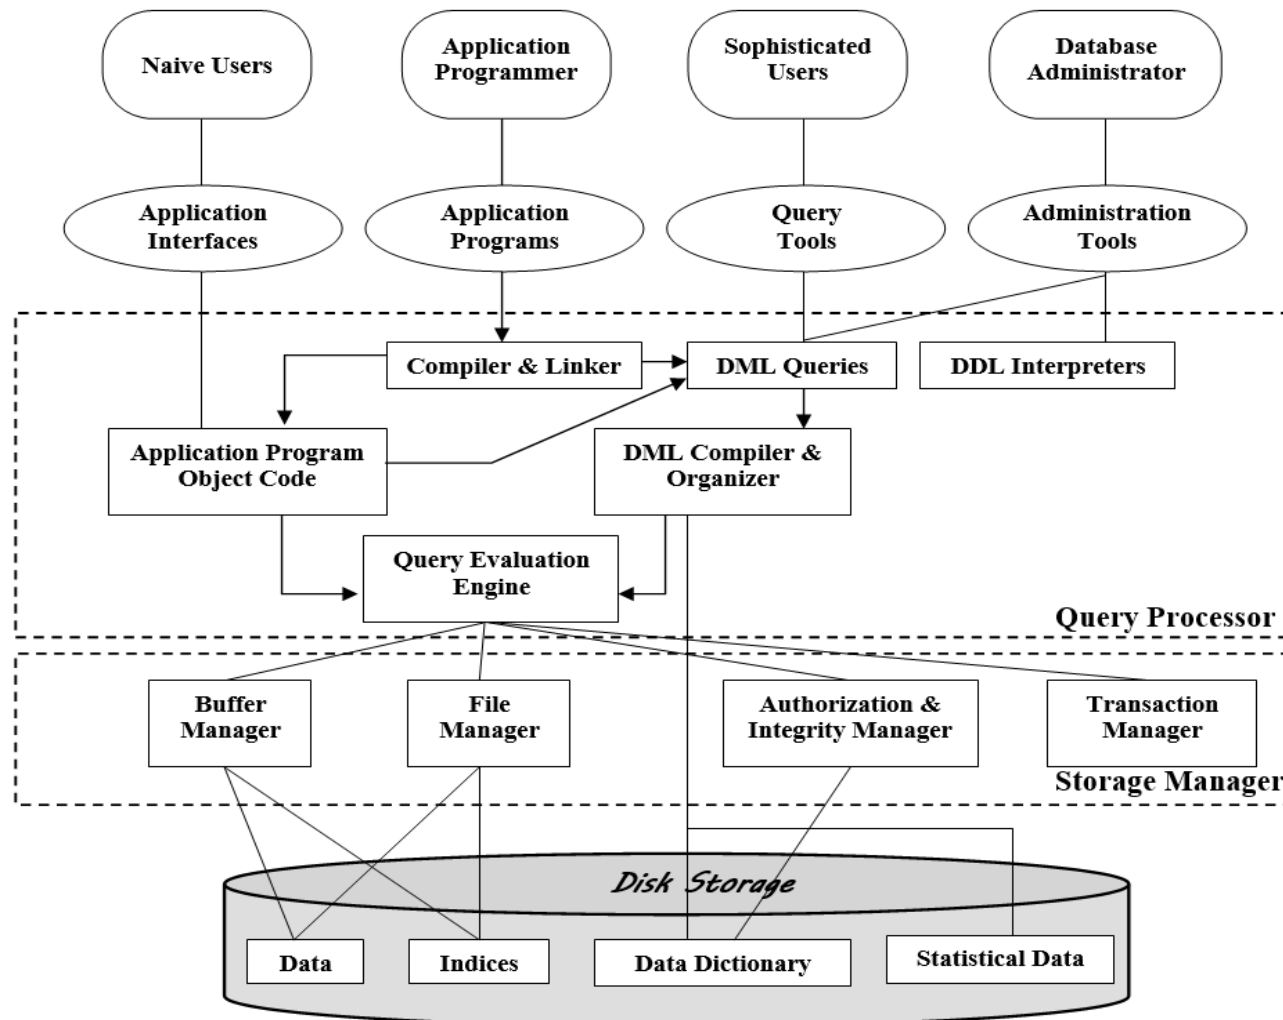 Naive Users
Application
Programmer
Sophisticated
Users
Database
Administrator
Application
Interfaces
Application
Programs
Query
Tools
Administration
Tools
Compiler & Linker
DML Queries
DDL Interpreters
Application Program
Object Code
DML Compiler &
Organizer
Query Evaluation
Engine
Query Processor
Buffer
Manager
File
Manager
Authorization &
Integrity Manager
Transaction
Manager
Storage Manager
Disk Storage
Data
Indices
Data Dictionary
Statistical Data